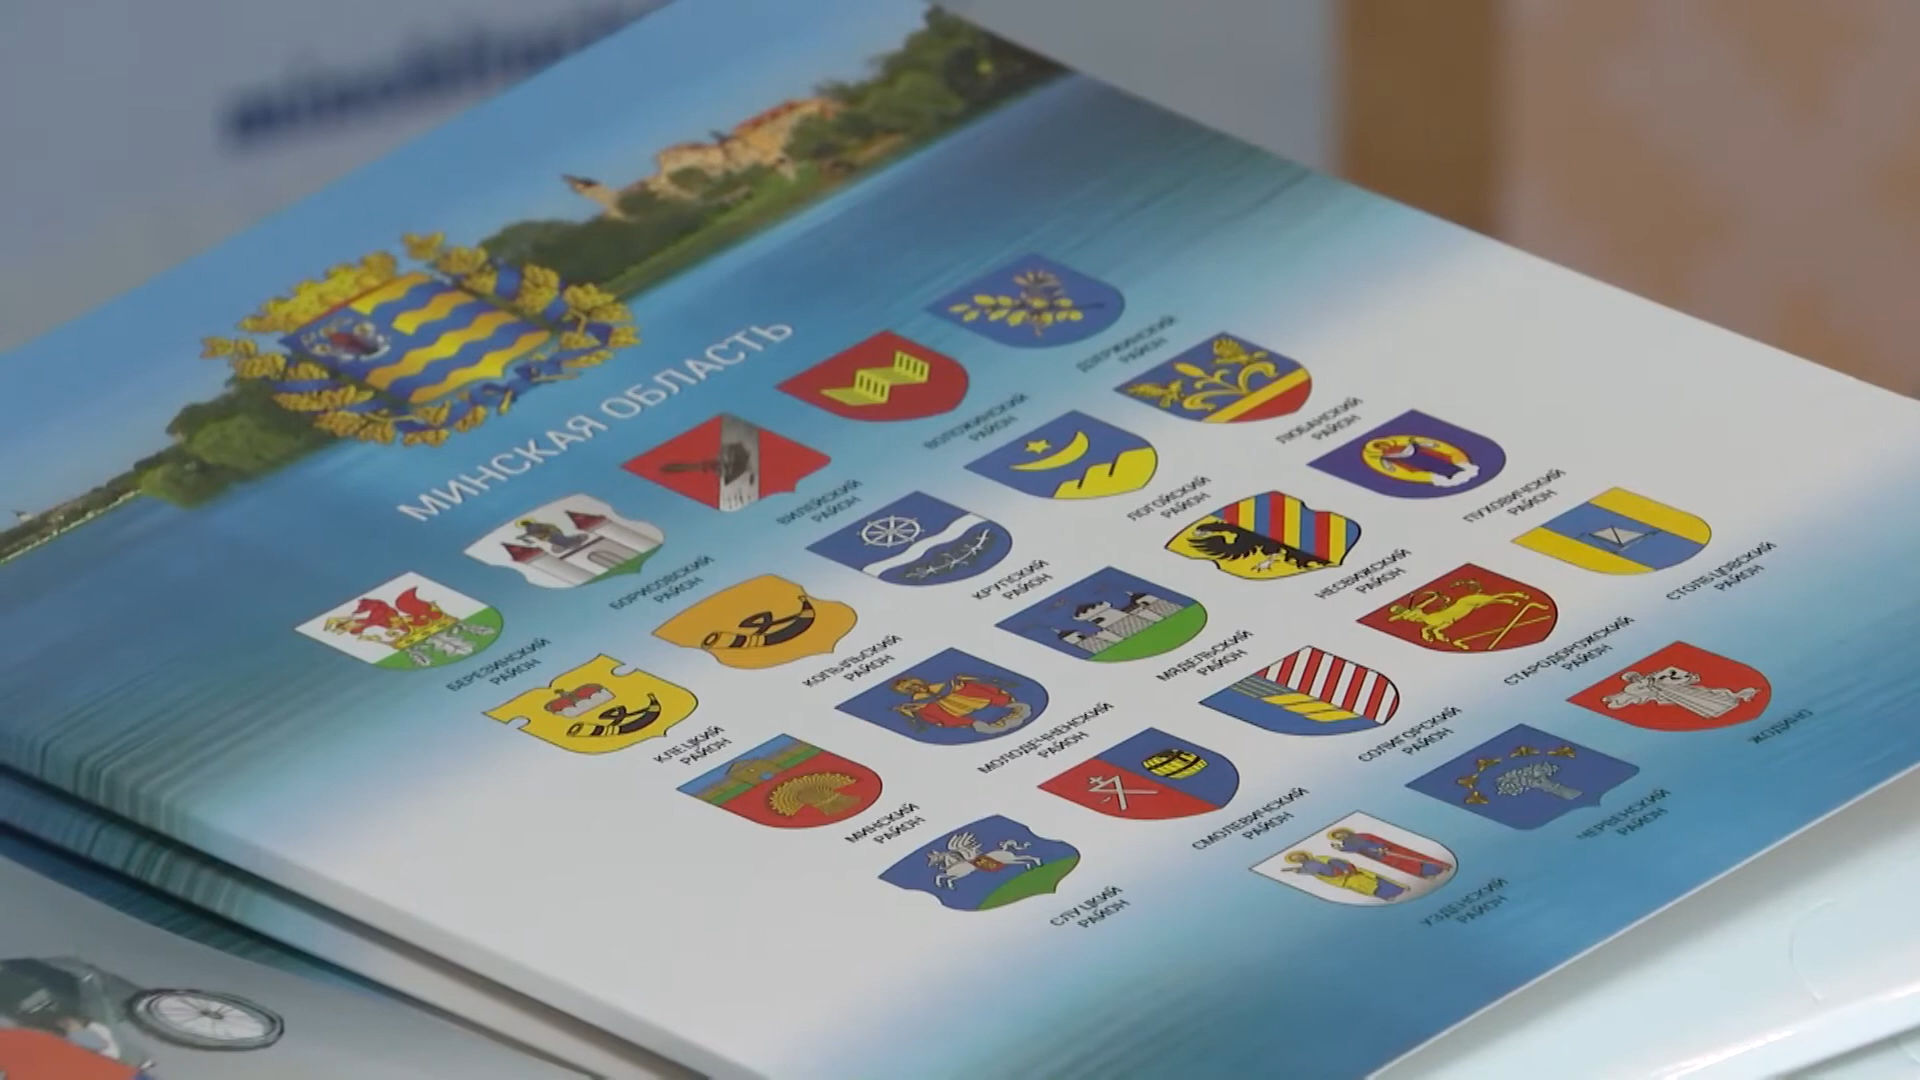 МИНСКАЯ ОБЛАСТЬ
БЕРЕЗИНСКИЙ
РАЙОН
БОРИСОВСКИЙ
РАЙОН
ВИЛЕЙСКИЙ
РАЙОН
ВОЛОЖИНСКИЙ
РАЙОН
ДЗЕРЖИНСКИЙ
РАЙОН
КЛЕЦКИЙ
РАЙОН
КОПЫЛЬСКИЙ
РАЙОН
КРУПСКИЙ
РАЙОН
ЛОГОЙСКИЙ
РАЙОН
ЛЮБАНСКИЙ
РАЙОН
МИНСКИЙ
РАЙОН
МОЛОДЕЧНЕНСКИЙ
РАЙОН
МЯДЕЛЬСКИЙ
РАЙОН
НЕСВИЖСКИЙ
РАЙОН
ПУХОВИЧСКИЙ
РАЙОН
СЛУЦКИЙ
РАЙОН
СМОЛЕВИЧСКИЙ
РАЙОН
СОЛИГОРСКИЙ
РАЙОН
СТАРОДОРОЖСКИЙ
РАЙОН
СТОЛБЦОВСКИЙ
РАЙОН
УЗДЕНСКИЙ
РАЙОН
ЧЕРВЕНСКИЙ
РАЙОН
ЖОДИНО